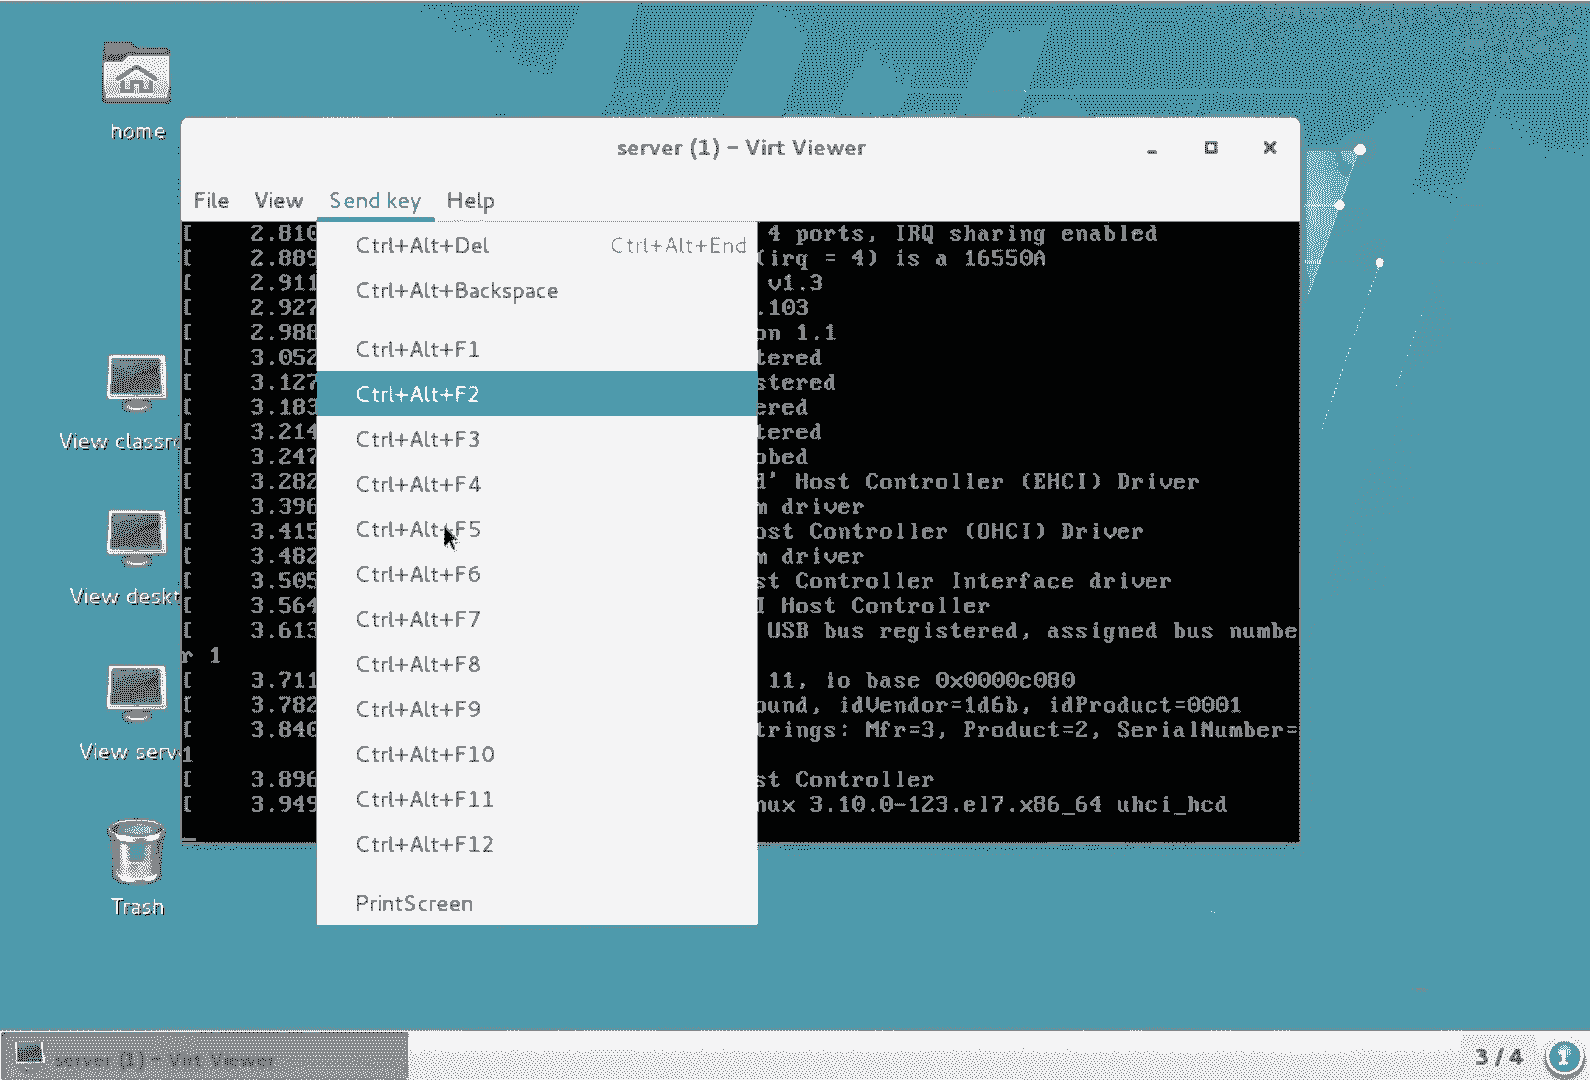 home
server (1) – Virt Viewer
File View Send key Help
[ 2.810 4 ports, IRQ sharing enabled
Ctrl+Alt+Del Ctrl+Alt+End
[ 2.889 (irq = 4) is a 16550A
[ 2.911 v1.3
Ctrl+Alt+Backspace
[ 2.927 .103
[ 2.988 on 1.1
Ctrl+Alt+F1
[ 3.052 tered
[ 3.127 stered
Ctrl+Alt+F2
[ 3.183 ered
[ 3.214 tered
Ctrl+Alt+F3
View classr
[ 3.247 obed
[ 3.282 d' Host Controller (EHCI) Driver
Ctrl+Alt+F4
[ 3.396 m driver
[ 3.415 ost Controller (OHCI) Driver
Ctrl+Alt+F5
[ 3.482 m driver
[ 3.505 st Controller Interface driver
Ctrl+Alt+F6
View deskt
[ 3.564 I Host Controller
Ctrl+Alt+F7
[ 3.613 USB bus registered, assigned bus numbe
r 1
Ctrl+Alt+F8
[ 3.711 11, io base 0x0000c080
[ 3.782 ound, idVendor=1d6b, idProduct=0001
Ctrl+Alt+F9
[ 3.840 trings: Mfr=3, Product=2, SerialNumber=
1
View serv
Ctrl+Alt+F10
[ 3.896 st Controller
Ctrl+Alt+F11
[ 3.949 nux 3.10.0-123.el7.x86_64 uhci_hcd
Ctrl+Alt+F12
PrintScreen
Trash
server (1) – Virt Viewer
3 / 4
1